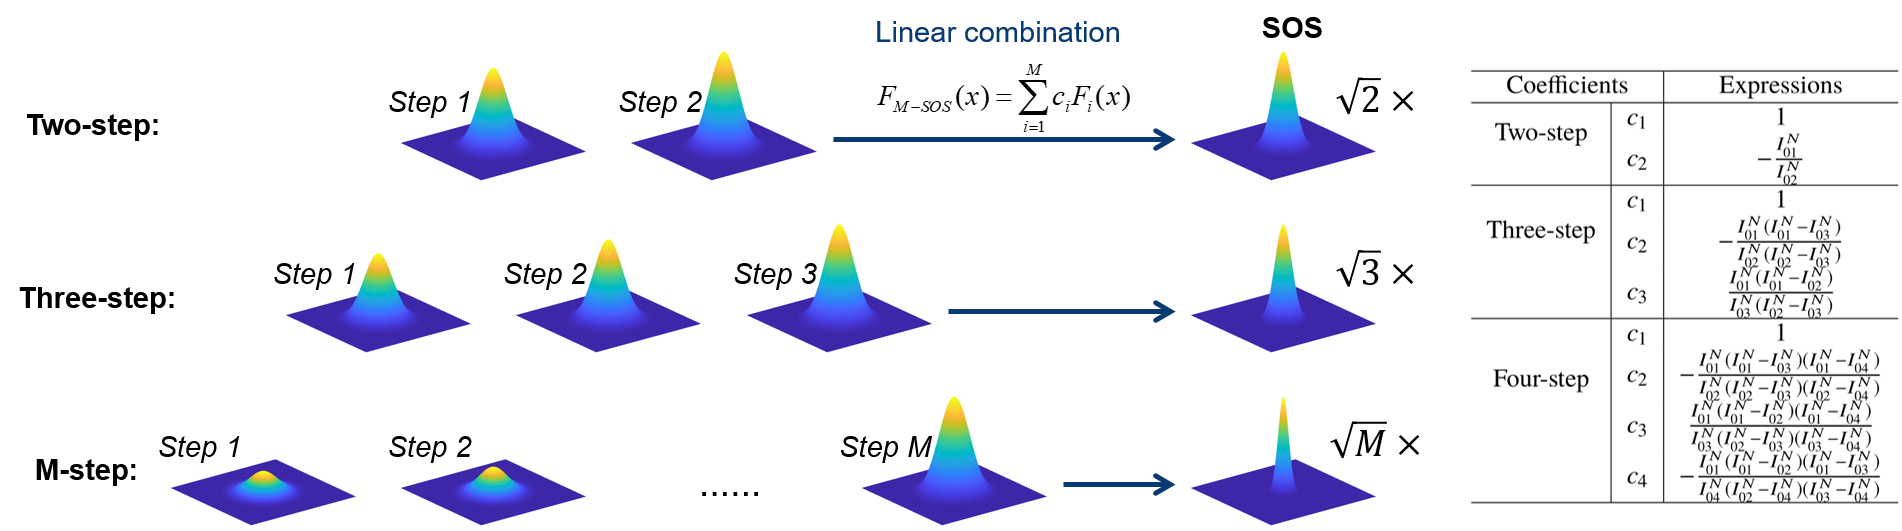 Linear combination
SOS
Two-step:
Step 1
Step 2
F_{M-SOS}(x) = \sum_{i=1}^{M} c_i F_i(x)
√2 ×
Three-step:
Step 1
Step 2
Step 3
√3 ×
M-step:
Step 1
Step 2
......
Step M
√M ×
Coefficients Expressions
Two-step
c_1 1
c_2 -\frac{I_{01}^N}{I_{02}^N}
Three-step
c_1 1
c_2 -\frac{I_{01}^N(I_{01}^N-I_{03}^N)}{I_{02}^N(I_{02}^N-I_{03}^N)}
c_3 \frac{I_{01}^N(I_{01}^N-I_{02}^N)}{I_{03}^N(I_{02}^N-I_{03}^N)}
Four-step
c_1 1
c_2 -\frac{I_{01}^N(I_{01}^N-I_{03}^N)(I_{01}^N-I_{04}^N)}{I_{02}^N(I_{02}^N-I_{03}^N)(I_{02}^N-I_{04}^N)}
c_3 \frac{I_{01}^N(I_{01}^N-I_{02}^N)(I_{01}^N-I_{04}^N)}{I_{03}^N(I_{02}^N-I_{03}^N)(I_{03}^N-I_{04}^N)}
c_4 -\frac{I_{01}^N(I_{01}^N-I_{02}^N)(I_{01}^N-I_{03}^N)}{I_{04}^N(I_{02}^N-I_{04}^N)(I_{03}^N-I_{04}^N)}